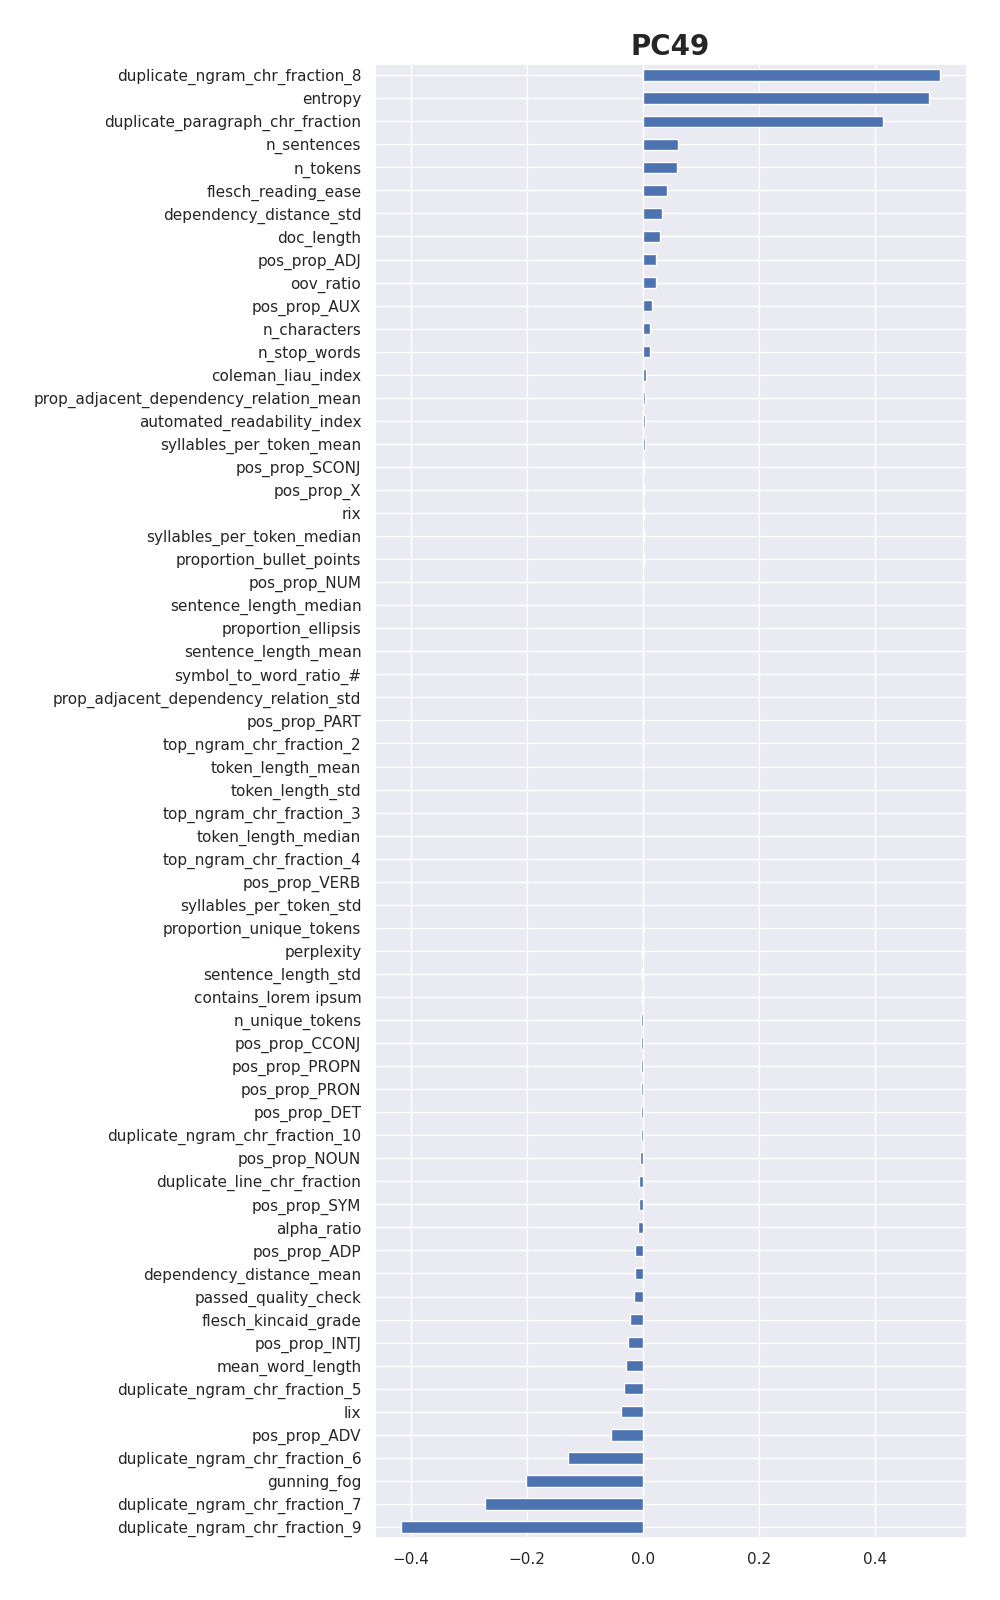 PC49
duplicate_ngram_chr_fraction_8
entropy
duplicate_paragraph_chr_fraction
n_sentences
n_tokens
flesch_reading_ease
dependency_distance_std
doc_length
pos_prop_ADJ
oov_ratio
pos_prop_AUX
n_characters
n_stop_words
coleman_liau_index
prop_adjacent_dependency_relation_mean
automated_readability_index
syllables_per_token_mean
pos_prop_SCONJ
pos_prop_X
rix
syllables_per_token_median
proportion_bullet_points
pos_prop_NUM
sentence_length_median
proportion_ellipsis
sentence_length_mean
symbol_to_word_ratio_#
prop_adjacent_dependency_relation_std
pos_prop_PART
top_ngram_chr_fraction_2
token_length_mean
token_length_std
top_ngram_chr_fraction_3
token_length_median
top_ngram_chr_fraction_4
pos_prop_VERB
syllables_per_token_std
proportion_unique_tokens
perplexity
sentence_length_std
contains_lorem ipsum
n_unique_tokens
pos_prop_CCONJ
pos_prop_PROPN
pos_prop_PRON
pos_prop_DET
duplicate_ngram_chr_fraction_10
pos_prop_NOUN
duplicate_line_chr_fraction
pos_prop_SYM
alpha_ratio
pos_prop_ADP
dependency_distance_mean
passed_quality_check
flesch_kincaid_grade
pos_prop_INTJ
mean_word_length
duplicate_ngram_chr_fraction_5
lix
pos_prop_ADV
duplicate_ngram_chr_fraction_6
gunning_fog
duplicate_ngram_chr_fraction_7
duplicate_ngram_chr_fraction_9
−0.4 −0.2 0.0 0.2 0.4